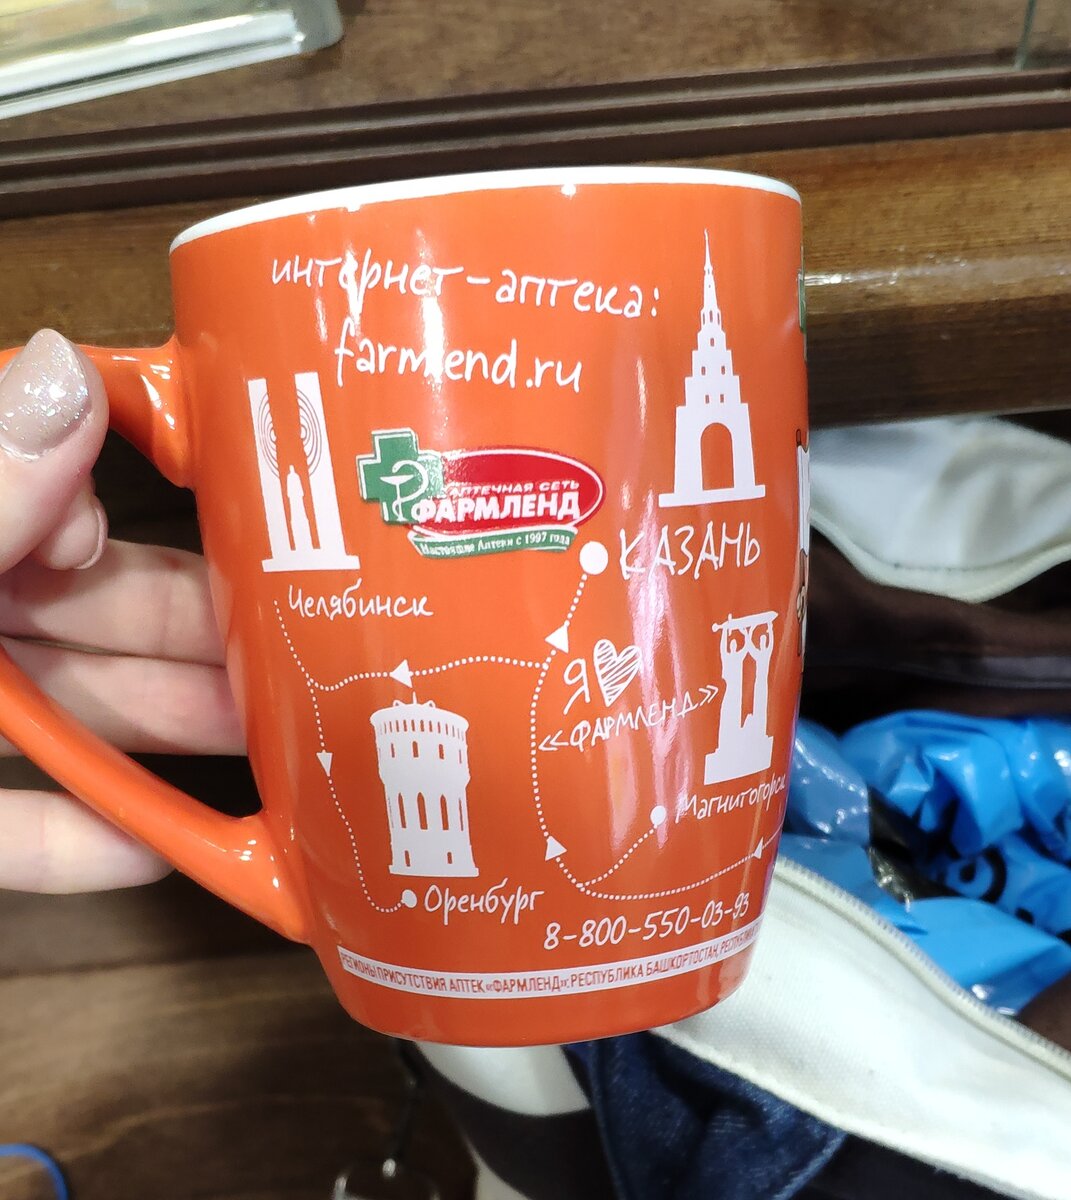 интернет-аптека:
farmlend.ru
АПТЕЧНАЯ СЕТЬ
ФАРМЛЕНД
Настоящие Аптеки с 1997 года
КАЗАНЬ
Челябинск
Я
«ФАРМЛЕНД»
Магнитогорск
Оренбург
8-800-550-03-93
РЕГИОНЫ ПРИСУТСТВИЯ АПТЕК «ФАРМЛЕНД»: РЕСПУБЛИКА БАШКОРТОСТАН, РЕСПУБЛИКА